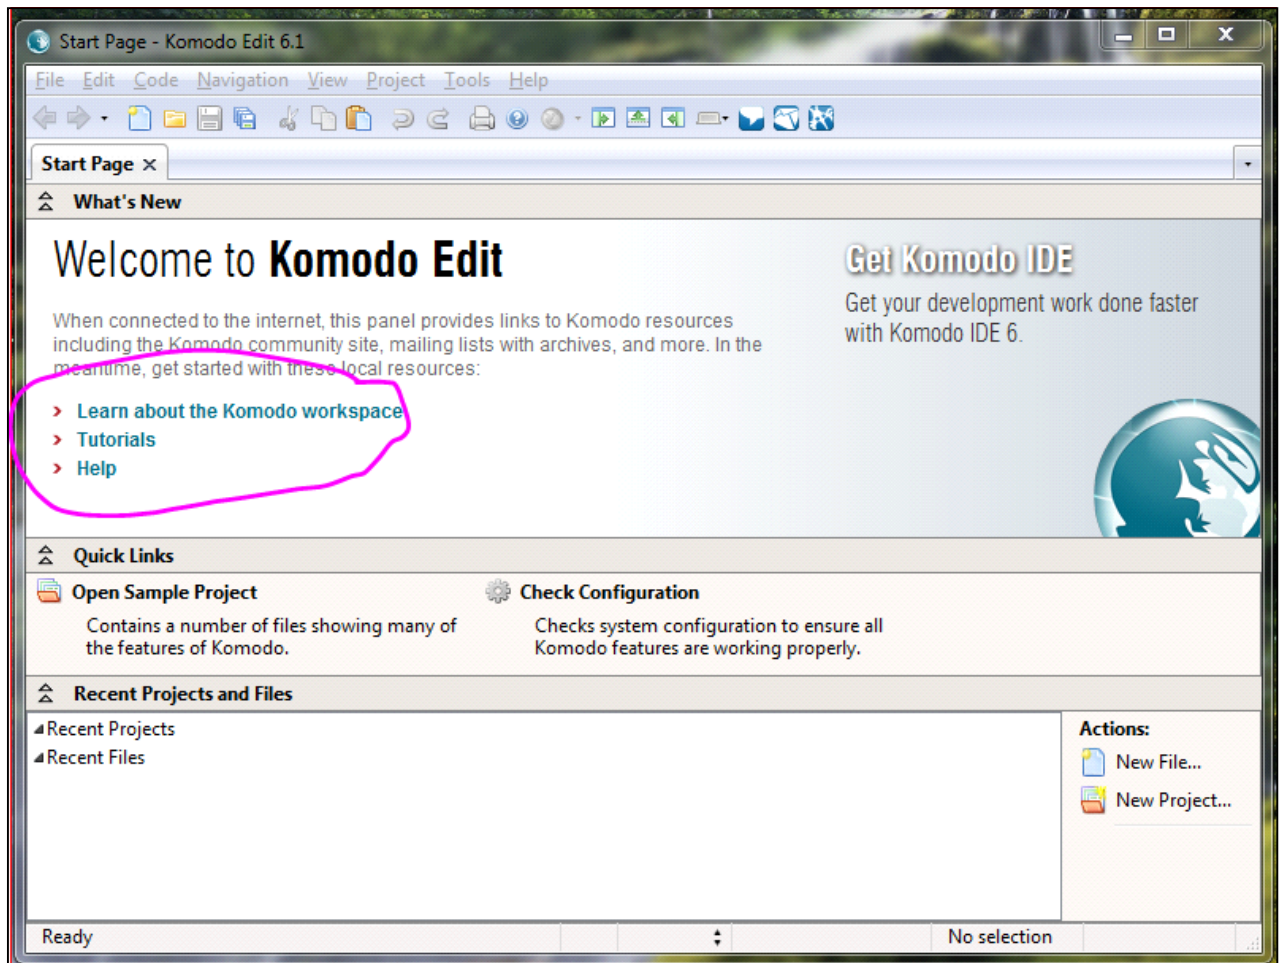 Start Page - Komodo Edit 6.1
X
File Edit Code Navigation View Project Tools Help
Start Page
What's New
Welcome to Komodo Edit
When connected to the internet, this panel provides links to Komodo resources
including the Komodo community site, mailing lists with archives, and more. In the
meantime, get started with these local resources:
Learn about the Komodo workspace
Tutorials
Help
Get Komodo IDE
Get your development work done faster
with Komodo IDE 6.
Quick Links
Open Sample Project
Contains a number of files showing many of
the features of Komodo.
Check Configuration
Checks system configuration to ensure all
Komodo features are working properly.
Recent Projects and Files
Recent Projects
Recent Files
Actions:
New File...
New Project...
Ready
No selection